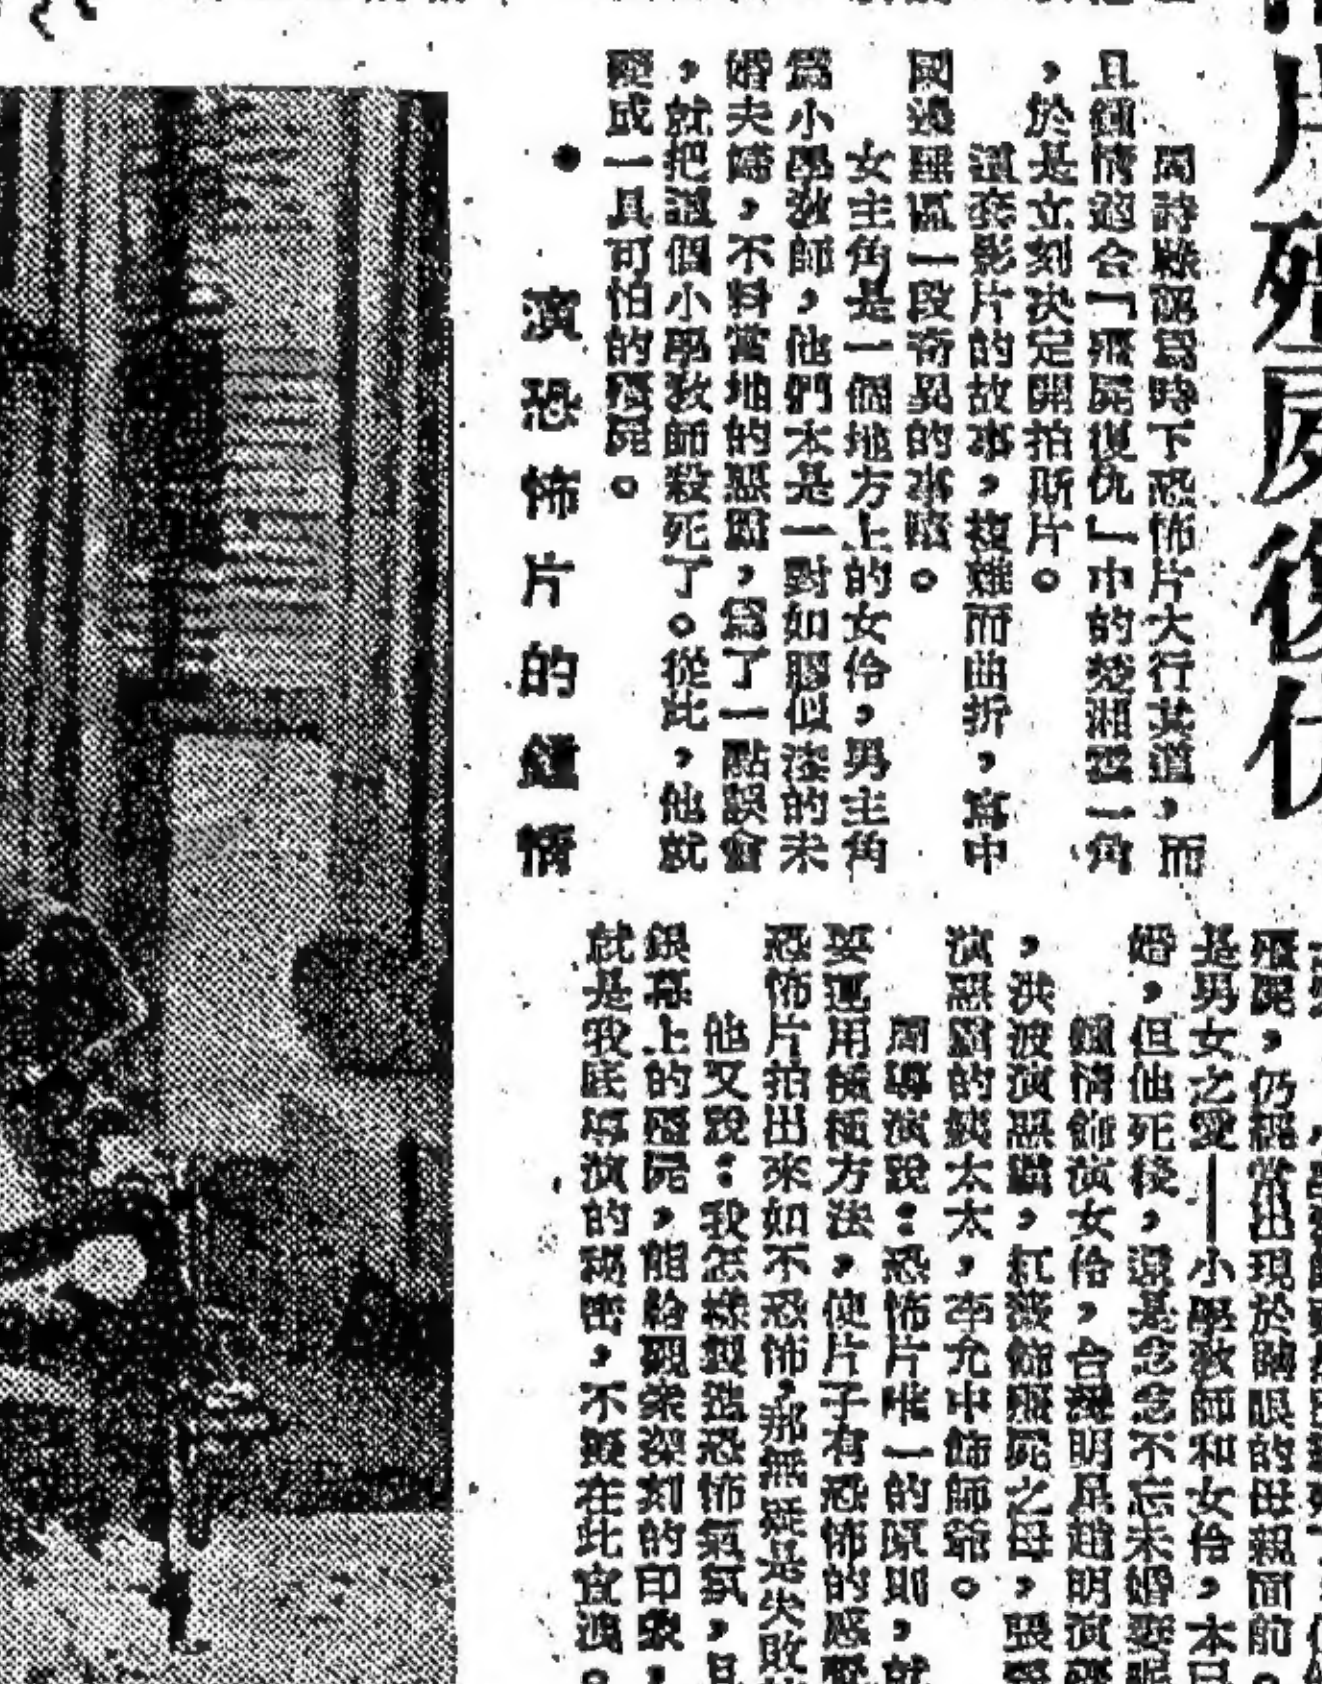 殭屍復仇
周詩祿認爲時下恐怖片大行其道，而
且鍾情適合「殭屍復仇」中的楚湘雲一角
，於是立刻決定開拍斯片。
這套影片的故事，複雜而曲折，寫中
國邊疆區一段奇異的事蹟。
女主角是一個地方上的女伶，男主角
爲小學教師，他們本是一對如膠似漆的未
婚夫婦，不料當地的惡霸，爲了一點誤會
，就把這個小學教師殺死了。從此，他就
變成一具可怕的殭屍。
• 演恐怖片的鍾情
殭屍，仍經常出現於瞎眼的母親面前。
是男女之愛——小學教師和女伶，本已
婚，但他死後，還是念念不忘未婚妻
鍾情飾演女伶，台灣明星趙明演
，洪波演惡霸，紅薇飾殭屍之母，
演惡霸的姨太太，李允中飾師爺。
周導演說：恐怖片唯一的原則，就
要運用積極方法，使片子有恐怖的感
恐怖片拍出來如不恐怖，那無疑是失敗
他又說：我怎樣製造恐怖氣氛，且
銀幕上的殭屍，能給觀衆深刻的印象，
就是我底導演的秘密，不擬在此宣洩。